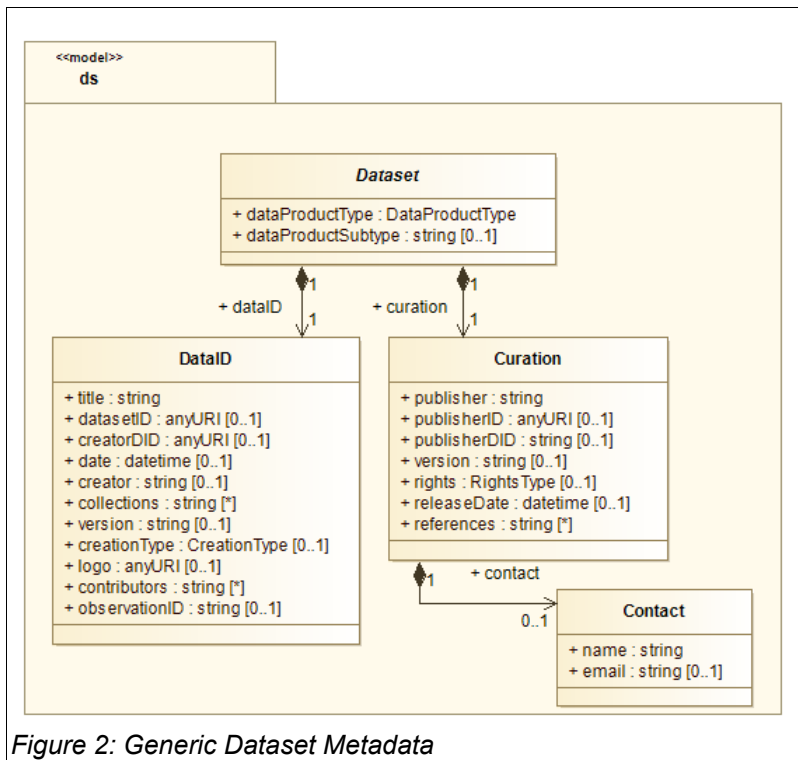 <<model>>
ds
Dataset
+ dataProductType : DataProductType
+ dataProductSubtype : string [0..1]
1
1
+ dataID
+ curation
1
1
DataID
+ title : string
+ datasetID : anyURI [0..1]
+ creatorDID : anyURI [0..1]
+ date : datetime [0..1]
+ creator : string [0..1]
+ collections : string [*]
+ version : string [0..1]
+ creationType : CreationType [0..1]
+ logo : anyURI [0..1]
+ contributors : string [*]
+ observationID : string [0..1]
Curation
+ publisher : string
+ publisherID : anyURI [0..1]
+ publisherDID : string [0..1]
+ version : string [0..1]
+ rights : RightsType [0..1]
+ releaseDate : datetime [0..1]
+ references : string [*]
1
+ contact
0..1
Contact
+ name : string
+ email : string [0..1]
Figure 2: Generic Dataset Metadata